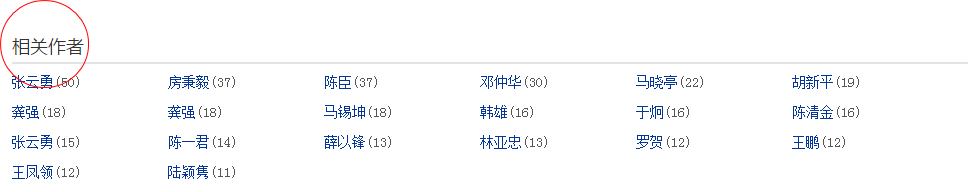 相关作者
张云勇(50) 房秉毅(37) 陈臣(37) 邓仲华(30) 马晓亭(22) 胡新平(19)
龚强(18) 龚强(18) 马锡坤(18) 韩雄(16) 于炯(16) 陈清金(16)
张云勇(15) 陈一君(14) 薛以锋(13) 林亚忠(13) 罗贺(12) 王鹏(12)
王凤领(12) 陆颖隽(11)